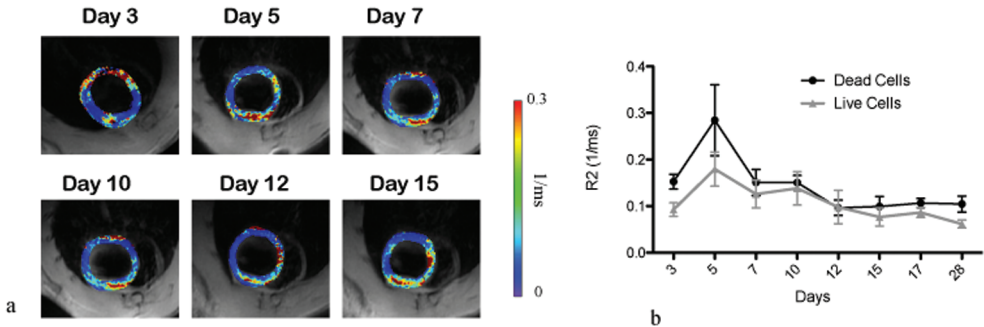 Day 3 Day 5 Day 7
0.3
1/ms
0
Day 10 Day 12 Day 15
a
0.4
0.3
0.2
0.1
0.0
R2 (1/ms)
Dead Cells
Live Cells
3 5 7 10 12 15 17 28
Days
b